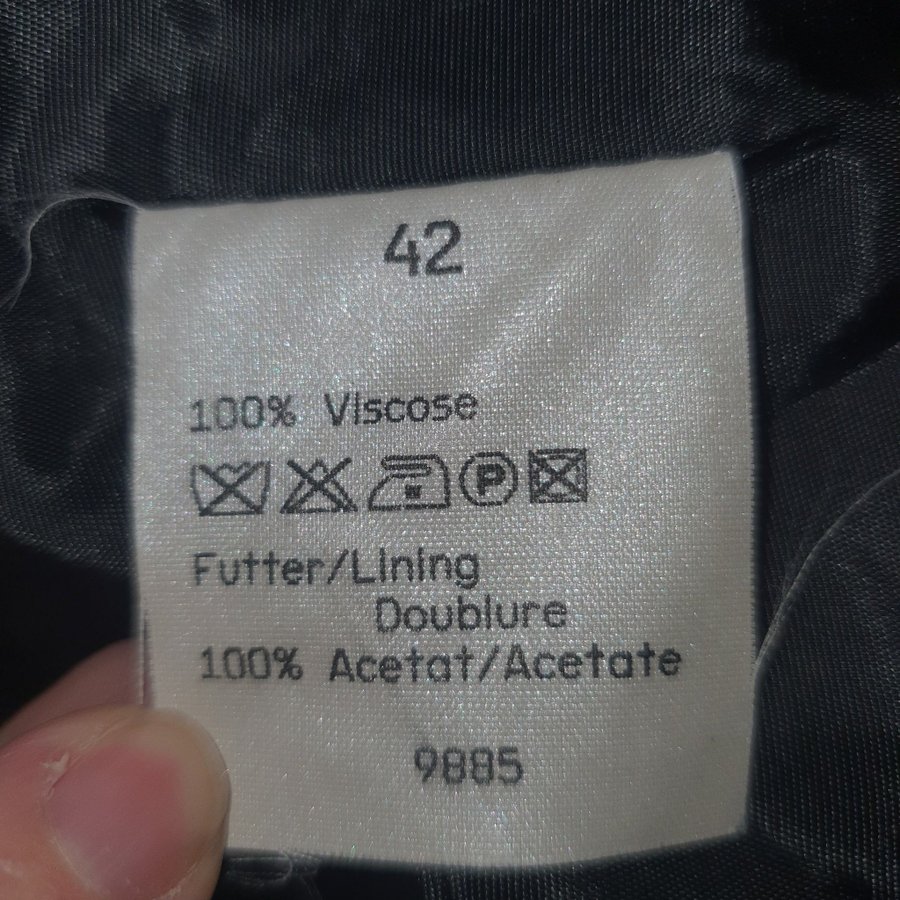 42
100% Viscose
P
Futter/Lining
Doublure
100% Acetat/Acetate
9885